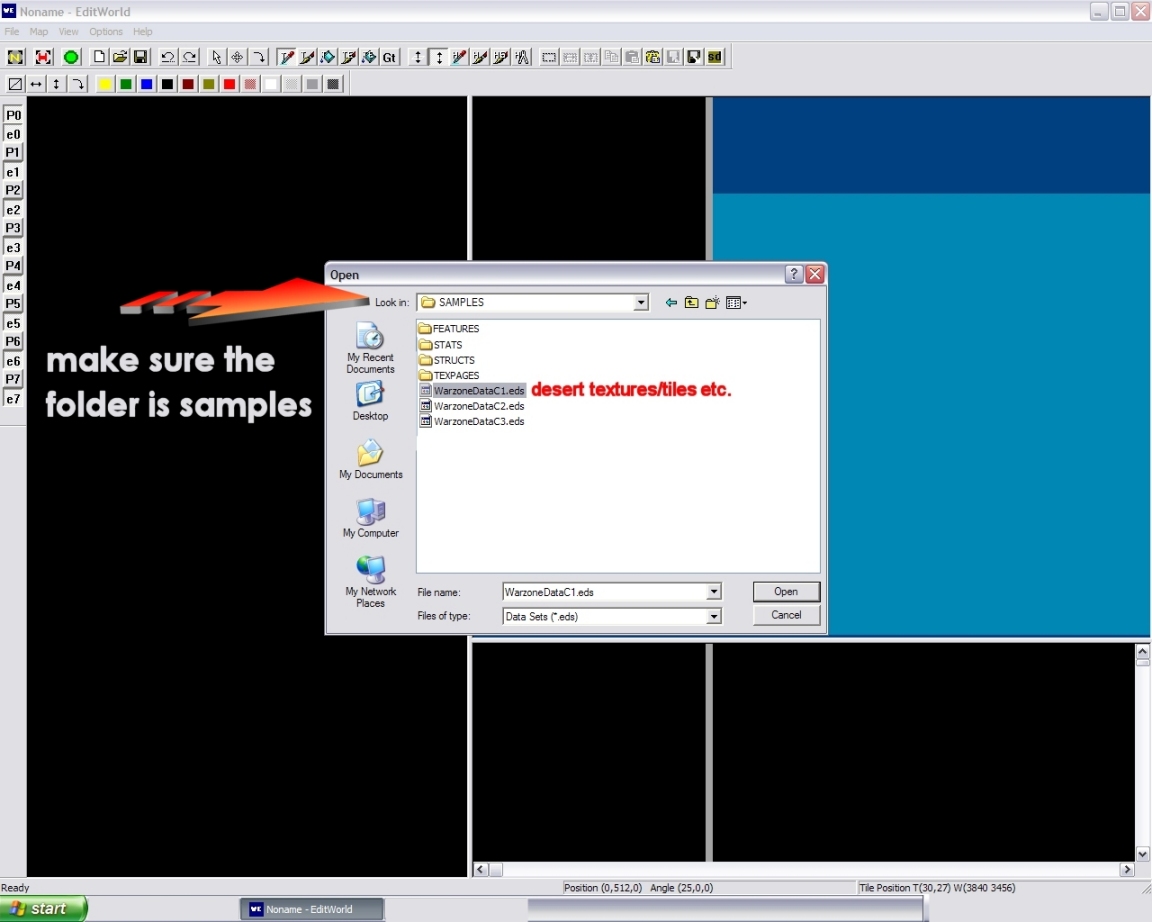 Noname - EditWorld
File Map View Options Help
Gt
sd
P0
e0
P1
e1
P2
e2
P3
e3
P4
e4
P5
e5
P6
e6
P7
e7
make sure the
folder is samples
Open
Look in: SAMPLES
My Recent
Documents
Desktop
My Documents
My Computer
My Network
Places
FEATURES
STATS
STRUCTS
TEXPAGES
WarzoneDataC1.eds desert textures/tiles etc.
WarzoneDataC2.eds
WarzoneDataC3.eds
File name: WarzoneDataC1.eds Open
Files of type: Data Sets (*.eds) Cancel
Ready Position (0,512,0) Angle (25,0,0) Tile Position T(30,27) W(3840 3456)
start Noname - EditWorld